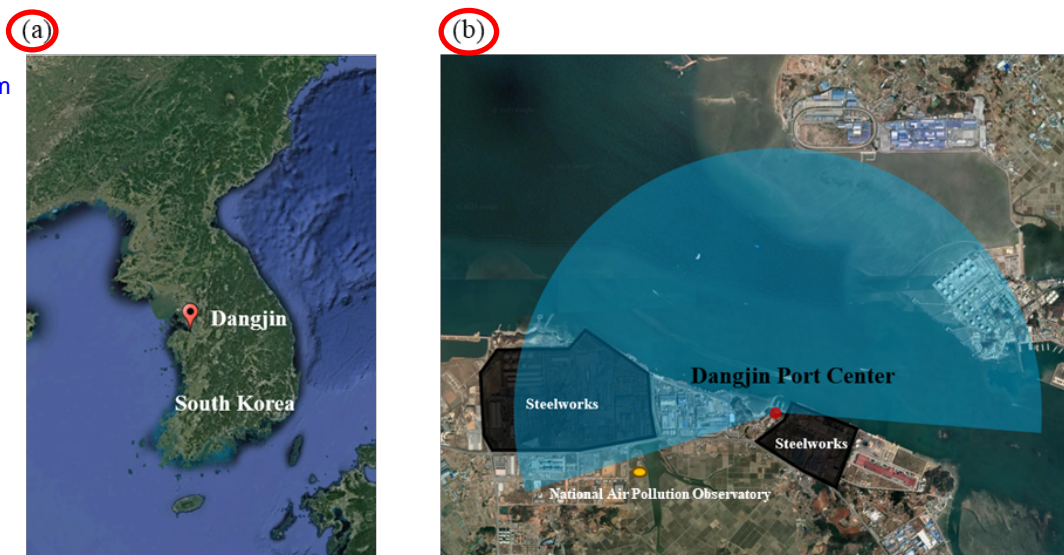 (a)
(b)
m
Dangjin
South Korea
Dangjin Port Center
Steelworks
Steelworks
National Air Pollution Observatory